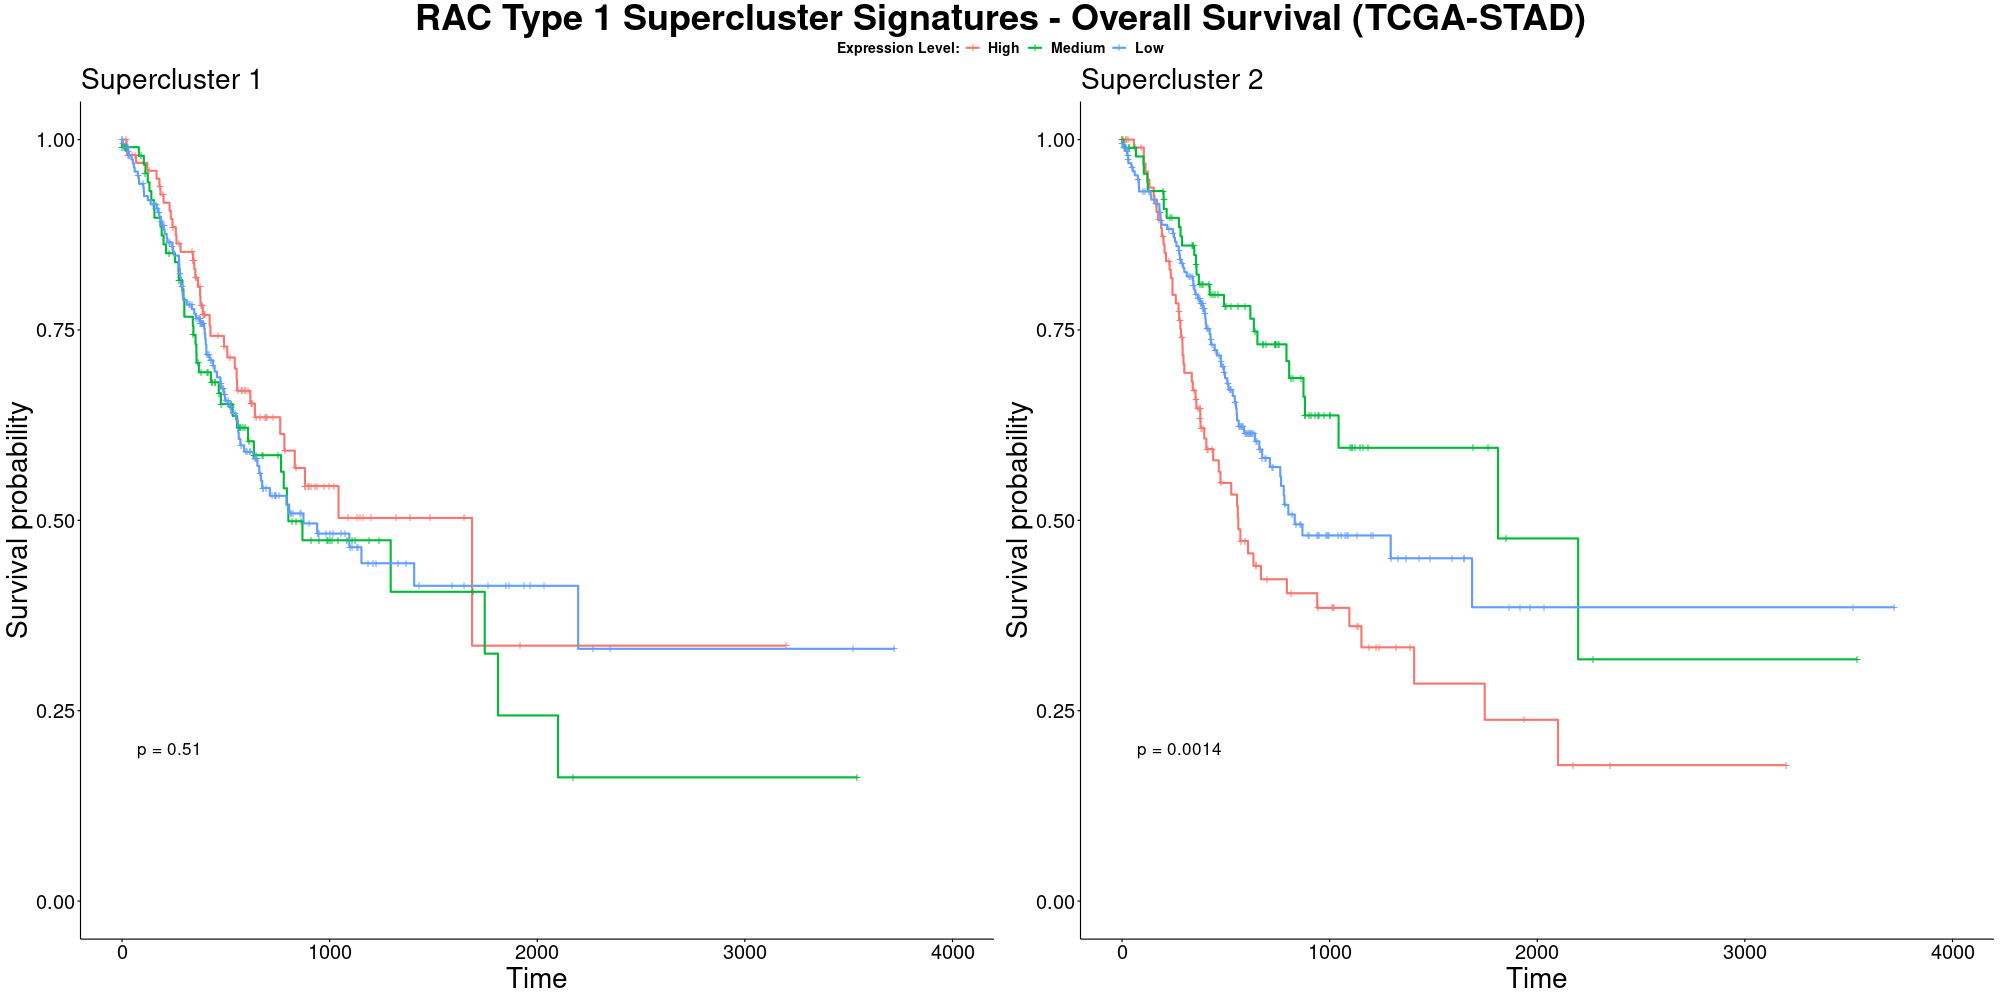 RAC Type 1 Supercluster Signatures - Overall Survival (TCGA-STAD)
Expression Level: High Medium Low
Supercluster 1
Survival probability
1.00
0.75
0.50
0.25
0.00
p = 0.51
0 1000 2000 3000 4000
Time
Supercluster 2
Survival probability
1.00
0.75
0.50
0.25
0.00
p = 0.0014
0 1000 2000 3000 4000
Time